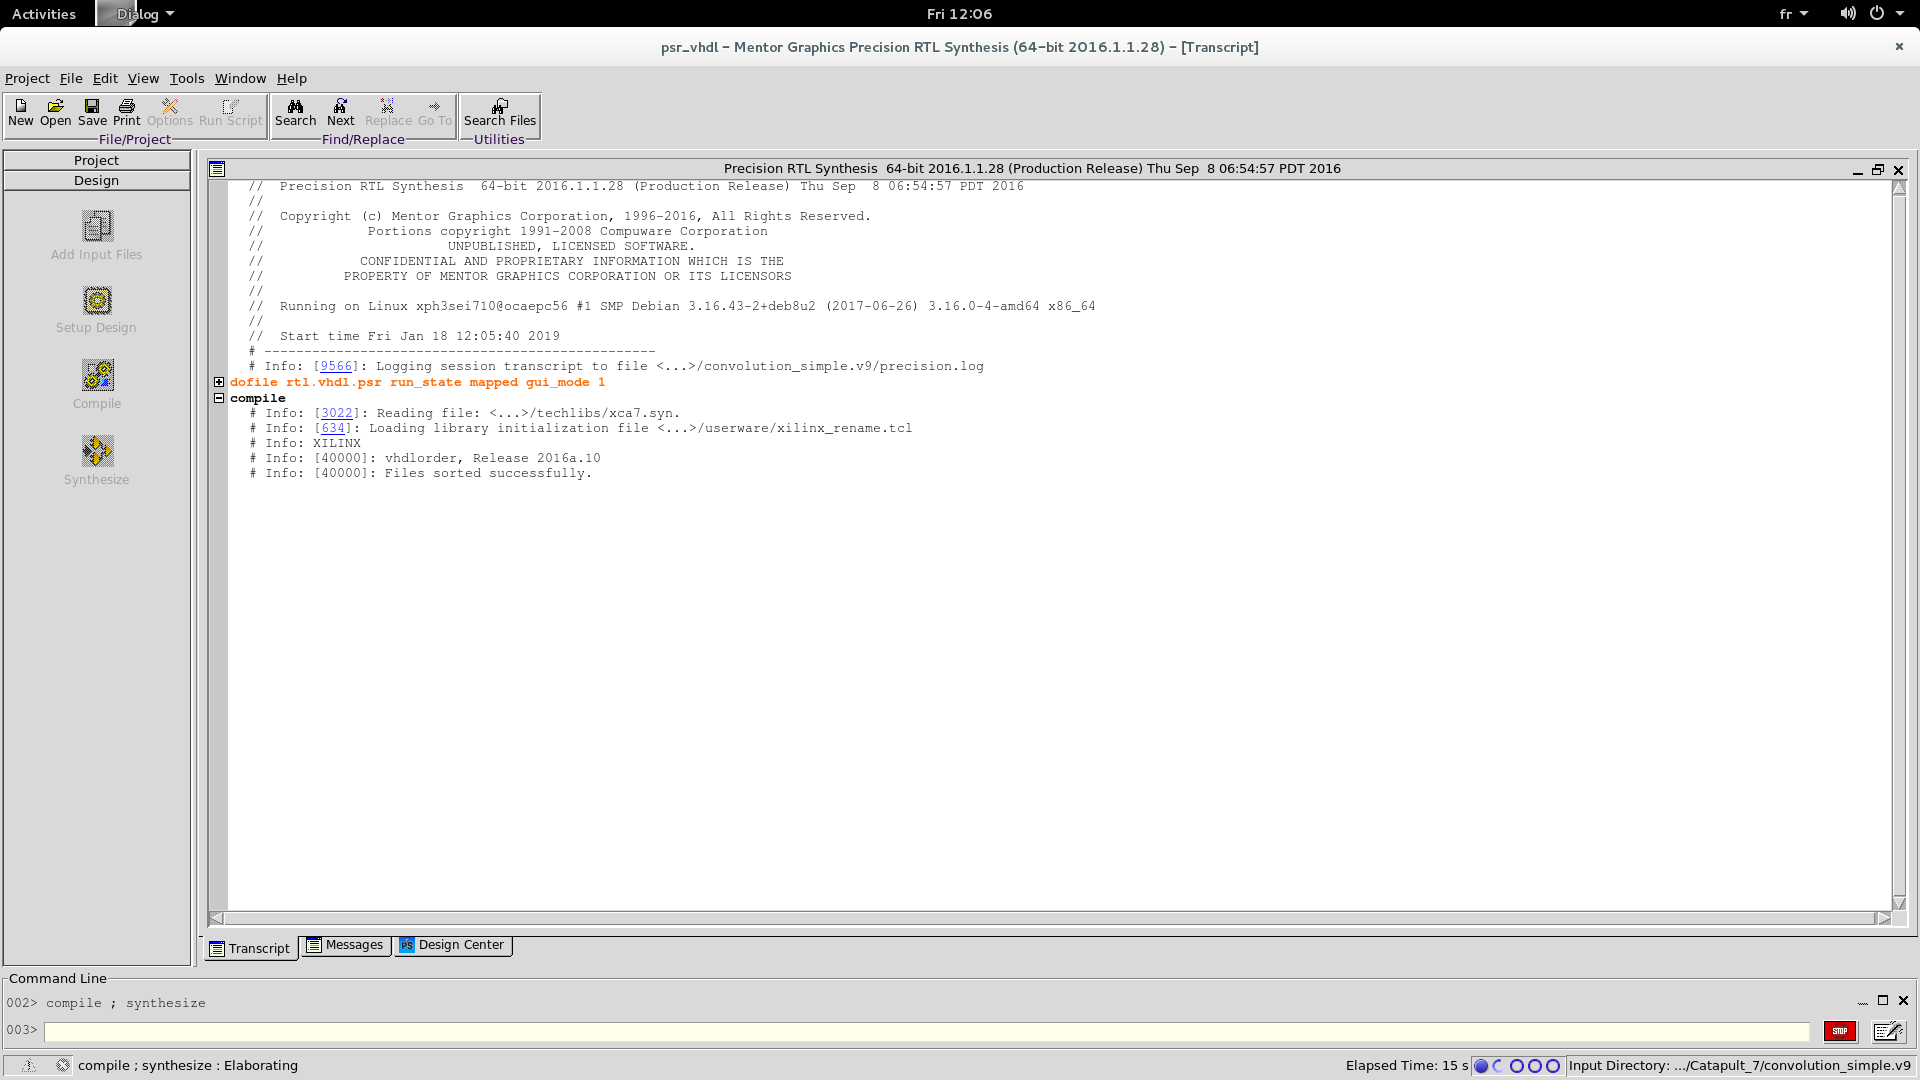 Activities Dialog Fri 12:06 fr
psr_vhdl - Mentor Graphics Precision RTL Synthesis (64-bit 2016.1.1.28) - [Transcript]
Project File Edit View Tools Window Help
New Open Save Print Options Run Script Search Next Replace Go To Search Files
File/Project Find/Replace Utilities
Project
Design
Add Input Files
Setup Design
Compile
Synthesize
Precision RTL Synthesis 64-bit 2016.1.1.28 (Production Release) Thu Sep 8 06:54:57 PDT 2016
// Precision RTL Synthesis 64-bit 2016.1.1.28 (Production Release) Thu Sep 8 06:54:57 PDT 2016
//
// Copyright (c) Mentor Graphics Corporation, 1996-2016, All Rights Reserved.
// Portions copyright 1991-2008 Compuware Corporation
// UNPUBLISHED, LICENSED SOFTWARE.
// CONFIDENTIAL AND PROPRIETARY INFORMATION WHICH IS THE
// PROPERTY OF MENTOR GRAPHICS CORPORATION OR ITS LICENSORS
//
// Running on Linux xph3sei710@ocaepc56 #1 SMP Debian 3.16.43-2+deb8u2 (2017-06-26) 3.16.0-4-amd64 x86_64
//
// Start time Fri Jan 18 12:05:40 2019
# -------------------------------------------------
# Info: [9566]: Logging session transcript to file <...>/convolution_simple.v9/precision.log
dofile rtl.vhdl.psr run_state mapped gui_mode 1
compile
# Info: [3022]: Reading file: <...>/techlibs/xca7.syn.
# Info: [634]: Loading library initialization file <...>/userware/xilinx_rename.tcl
# Info: XILINX
# Info: [40000]: vhdlorder, Release 2016a.10
# Info: [40000]: Files sorted successfully.
Transcript Messages Design Center
Command Line
002> compile ; synthesize
003>
STOP
compile ; synthesize : Elaborating Elapsed Time: 15 s Input Directory: .../Catapult_7/convolution_simple.v9